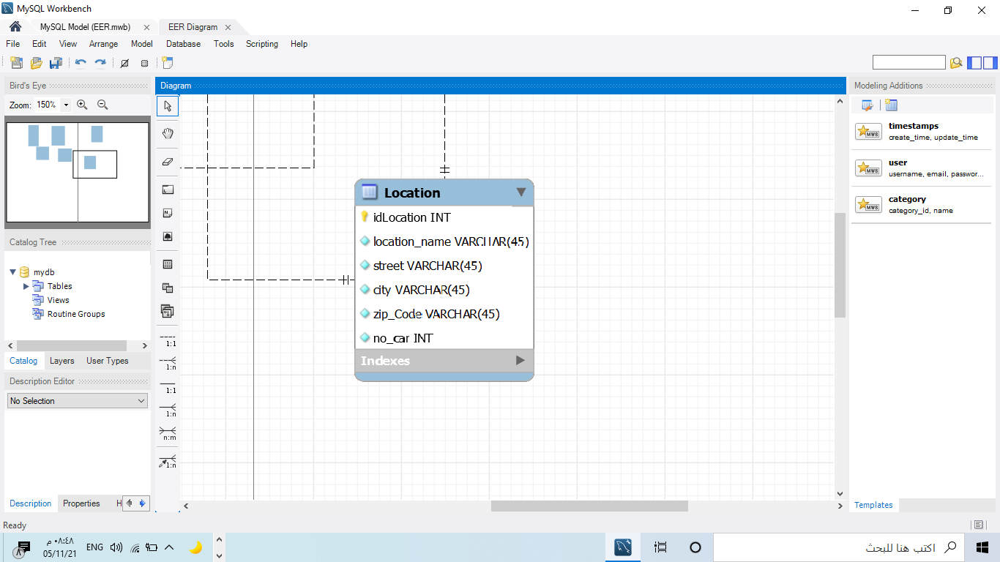 MySQL Workbench
MySQL Model (EER.mwb)
EER Diagram
File Edit View Arrange Model Database Tools Scripting Help
Bird's Eye
Zoom: 150%
Catalog Tree
mydb
Tables
Views
Routine Groups
Catalog Layers User Types
Description Editor
No Selection
Description Properties H
Ready
Diagram
1:1
1:n
1:1
1:n
n:m
1:n
Location
idLocation INT
location_name VARCHAR(45)
street VARCHAR(45)
city VARCHAR(45)
zip_Code VARCHAR(45)
no_car INT
Indexes
Modeling Additions
timestamps
create_time, update_time
user
username, email, passwor...
category
category_id, name
Templates
٨
٠٨:٤٨ م
05/11/21
ENG
اكتب هنا للبحث